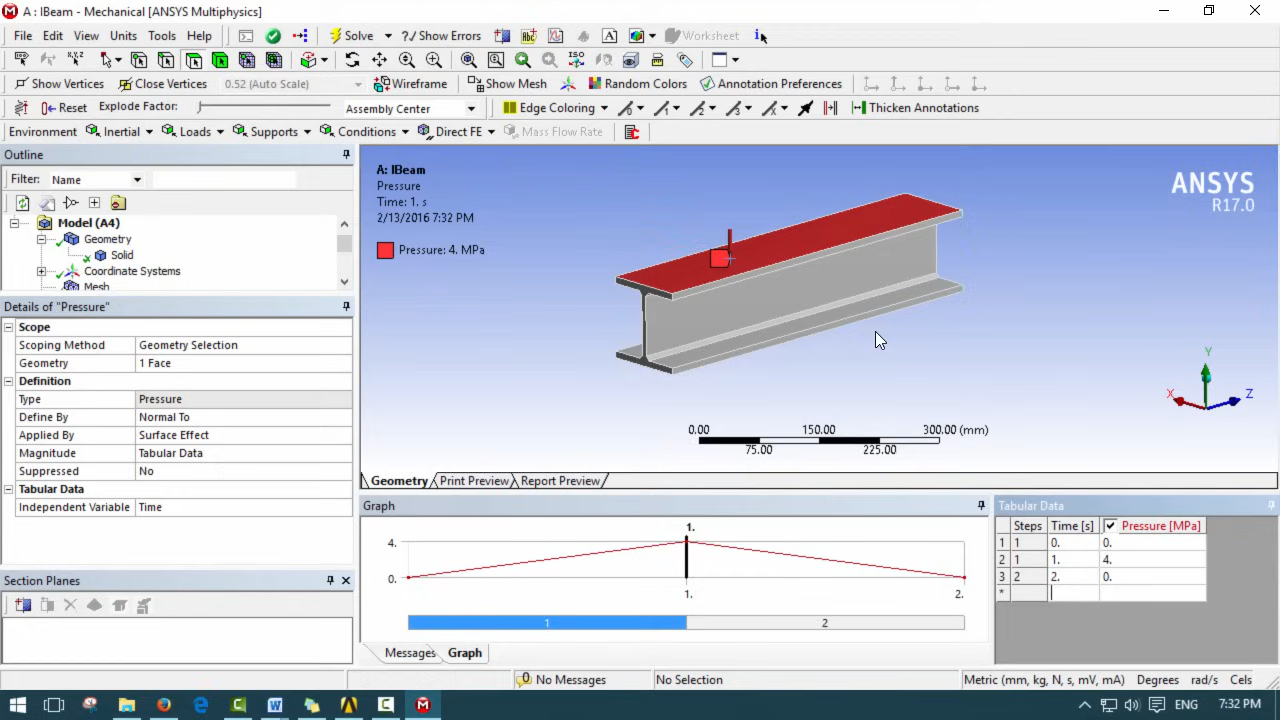 A : IBeam - Mechanical [ANSYS Multiphysics]
File Edit View Units Tools Help Solve ?/ Show Errors Worksheet
Show Vertices Close Vertices 0.52 (Auto Scale) Wireframe Show Mesh Random Colors Annotation Preferences
Reset Explode Factor: Assembly Center Edge Coloring Thicken Annotations
Environment Inertial Loads Supports Conditions Direct FE Mass Flow Rate
Outline
Filter: Name
Model (A4)
Geometry
Solid
Coordinate Systems
Mesh
Details of "Pressure"
Scope
Scoping Method Geometry Selection
Geometry 1 Face
Definition
Type Pressure
Define By Normal To
Applied By Surface Effect
Magnitude Tabular Data
Suppressed No
Tabular Data
Independent Variable Time
Section Planes
A: IBeam
Pressure
Time: 1. s
2/13/2016 7:32 PM
Pressure: 4. MPa
ANSYS
R17.0
Y
X Z
0.00 150.00 300.00 (mm)
75.00 225.00
Geometry Print Preview Report Preview
Graph
1.
4.
0.
1. 2.
1 2
Messages Graph
Tabular Data
Steps Time [s] Pressure [MPa]
1 1 0. 0.
2 1 1. 4.
3 2 2. 0.
*
0 No Messages No Selection Metric (mm, kg, N, s, mV, mA) Degrees rad/s Cels
ENG 7:32 PM